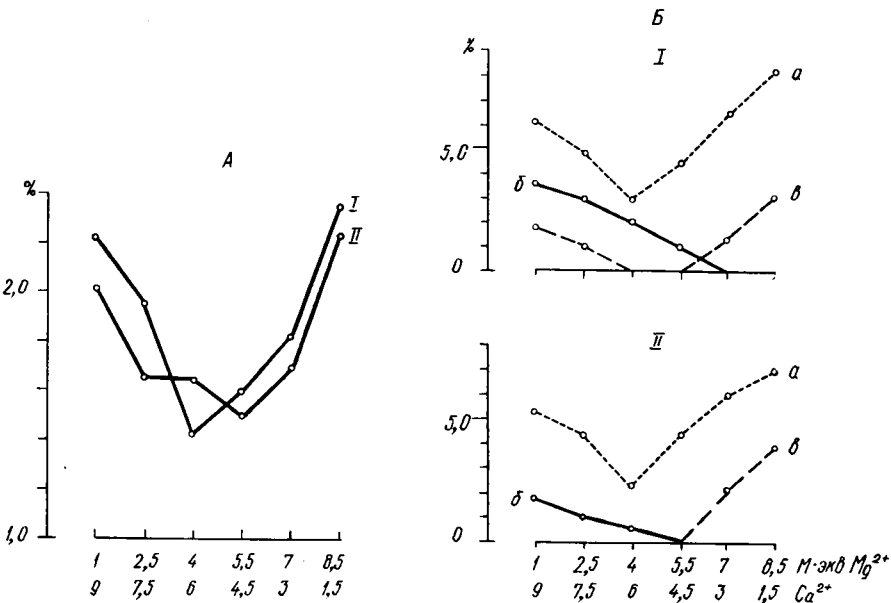 Б
%
I
а
5,0
б
в
0
А
%
I
II
2,0
1,0
1 2,5 4 5,5 7 8,5
9 7,5 6 4,5 3 1,5
II
а
5,0
б
в
0
1 2,5 4 5,5 7 8,5 М·экв Mg²⁺
9 7,5 6 4,5 3 1,5 Ca²⁺